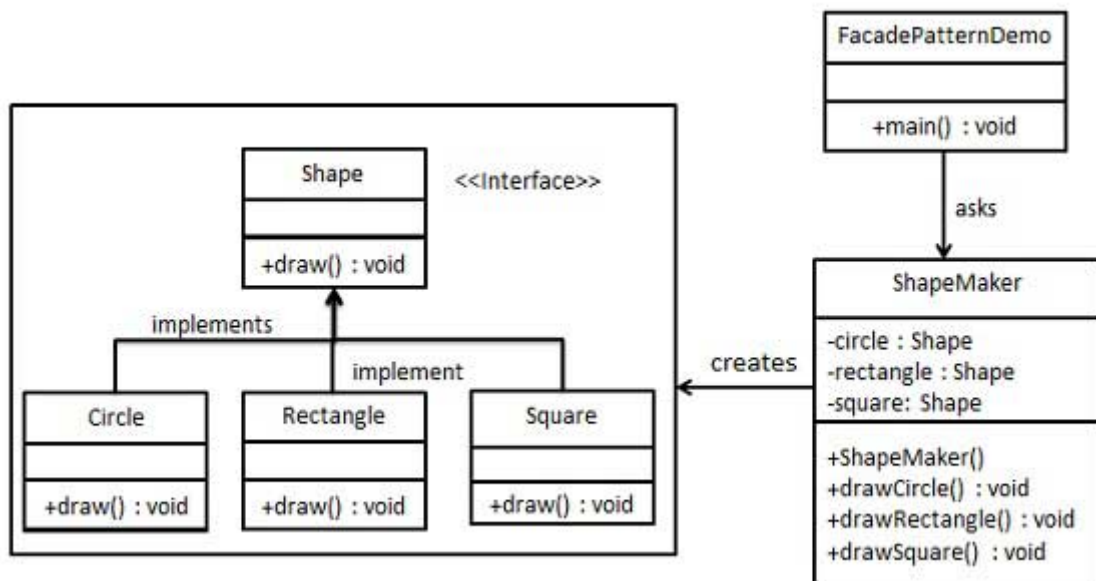 FacadePatternDemo
+main() : void
asks
Shape
<<Interface>>
+draw() : void
implements
implement
Circle
+draw() : void
Rectangle
+draw() : void
Square
+draw() : void
creates
ShapeMaker
-circle : Shape
-rectangle : Shape
-square: Shape
+ShapeMaker()
+drawCircle() : void
+drawRectangle() : void
+drawSquare() : void